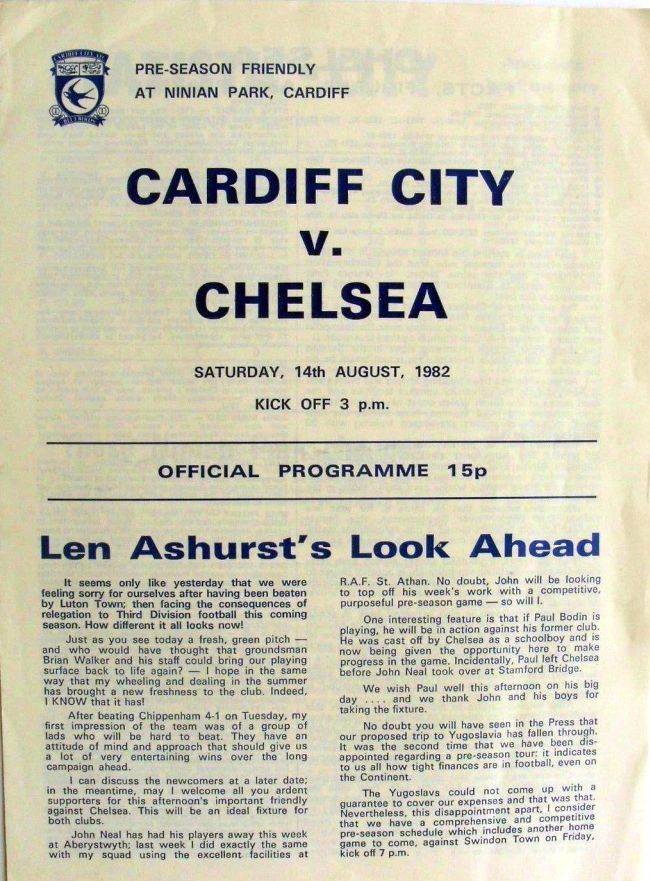 CARDIFF CITY A.F.C.
BLUEBIRDS
PRE-SEASON FRIENDLY
AT NINIAN PARK, CARDIFF
CARDIFF CITY
v.
CHELSEA
SATURDAY, 14th AUGUST, 1982
KICK OFF 3 p.m.
OFFICIAL PROGRAMME 15p
Len Ashurst's Look Ahead
It seems only like yesterday that we were
feeling sorry for ourselves after having been beaten
by Luton Town; then facing the consequences of
relegation to Third Division football this coming
season. How different it all looks now!
Just as you see today a fresh, green pitch —
and who would have thought that groundsman
Brian Walker and his staff could bring our playing
surface back to life again? — I hope in the same
way that my wheeling and dealing in the summer
has brought a new freshness to the club. Indeed,
I KNOW that it has!
After beating Chippenham 4-1 on Tuesday, my
first impression of the team was of a group of
lads who will be hard to beat. They have an
attitude of mind and approach that should give us
a lot of very entertaining wins over the long
campaign ahead.
I can discuss the newcomers at a later date;
in the meantime, may I welcome all you ardent
supporters for this afternoon's important friendly
against Chelsea. This will be an ideal fixture for
both clubs.
John Neal has had his players away this week
at Aberystwyth; last week I did exactly the same
with my squad using the excellent facilities at
R.A.F. St. Athan. No doubt, John will be looking
to top off his week's work with a competitive,
purposeful pre-season game — so will I.
One interesting feature is that if Paul Bodin is
playing, he will be in action against his former club.
He was cast off by Chelsea as a schoolboy and is
now being given the opportunity here to make
progress in the game. Incidentally, Paul left Chelsea
before John Neal took over at Stamford Bridge.
We wish Paul well this afternoon on his big
day .... and we thank John and his boys for
taking the fixture.
No doubt you will have seen in the Press that
our proposed trip to Yugoslavia has fallen through.
It was the second time that we have been dis-
appointed regarding a pre-season tour: it indicates
to us all how tight finances are in football, even on
the Continent.
The Yugoslavs could not come up with a
guarantee to cover our expenses and that was that.
Nevertheless, this disappointment apart, I consider
that we have a comprehensive and competitive
pre-season schedule which includes another home
game to come, against Swindon Town on Friday,
kick off 7 p.m.